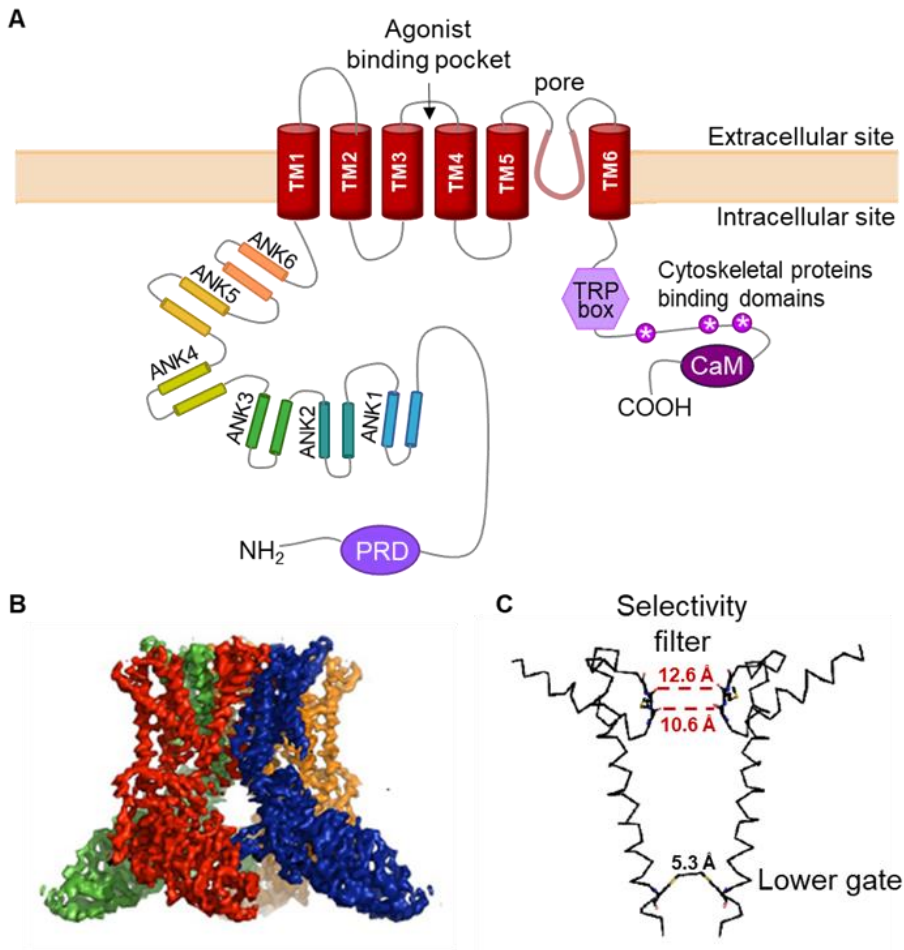 A
Agonist
binding pocket
pore
TM1
TM2
TM3
TM4
TM5
TM6
Extracellular site
Intracellular site
ANK6
ANK5
ANK4
ANK3
ANK2
ANK1
TRP
box
Cytoskeletal proteins
binding domains
* * *
CaM
COOH
NH₂
PRD
B
C
Selectivity
filter
12.6 Å
10.6 Å
5.3 Å
Lower gate